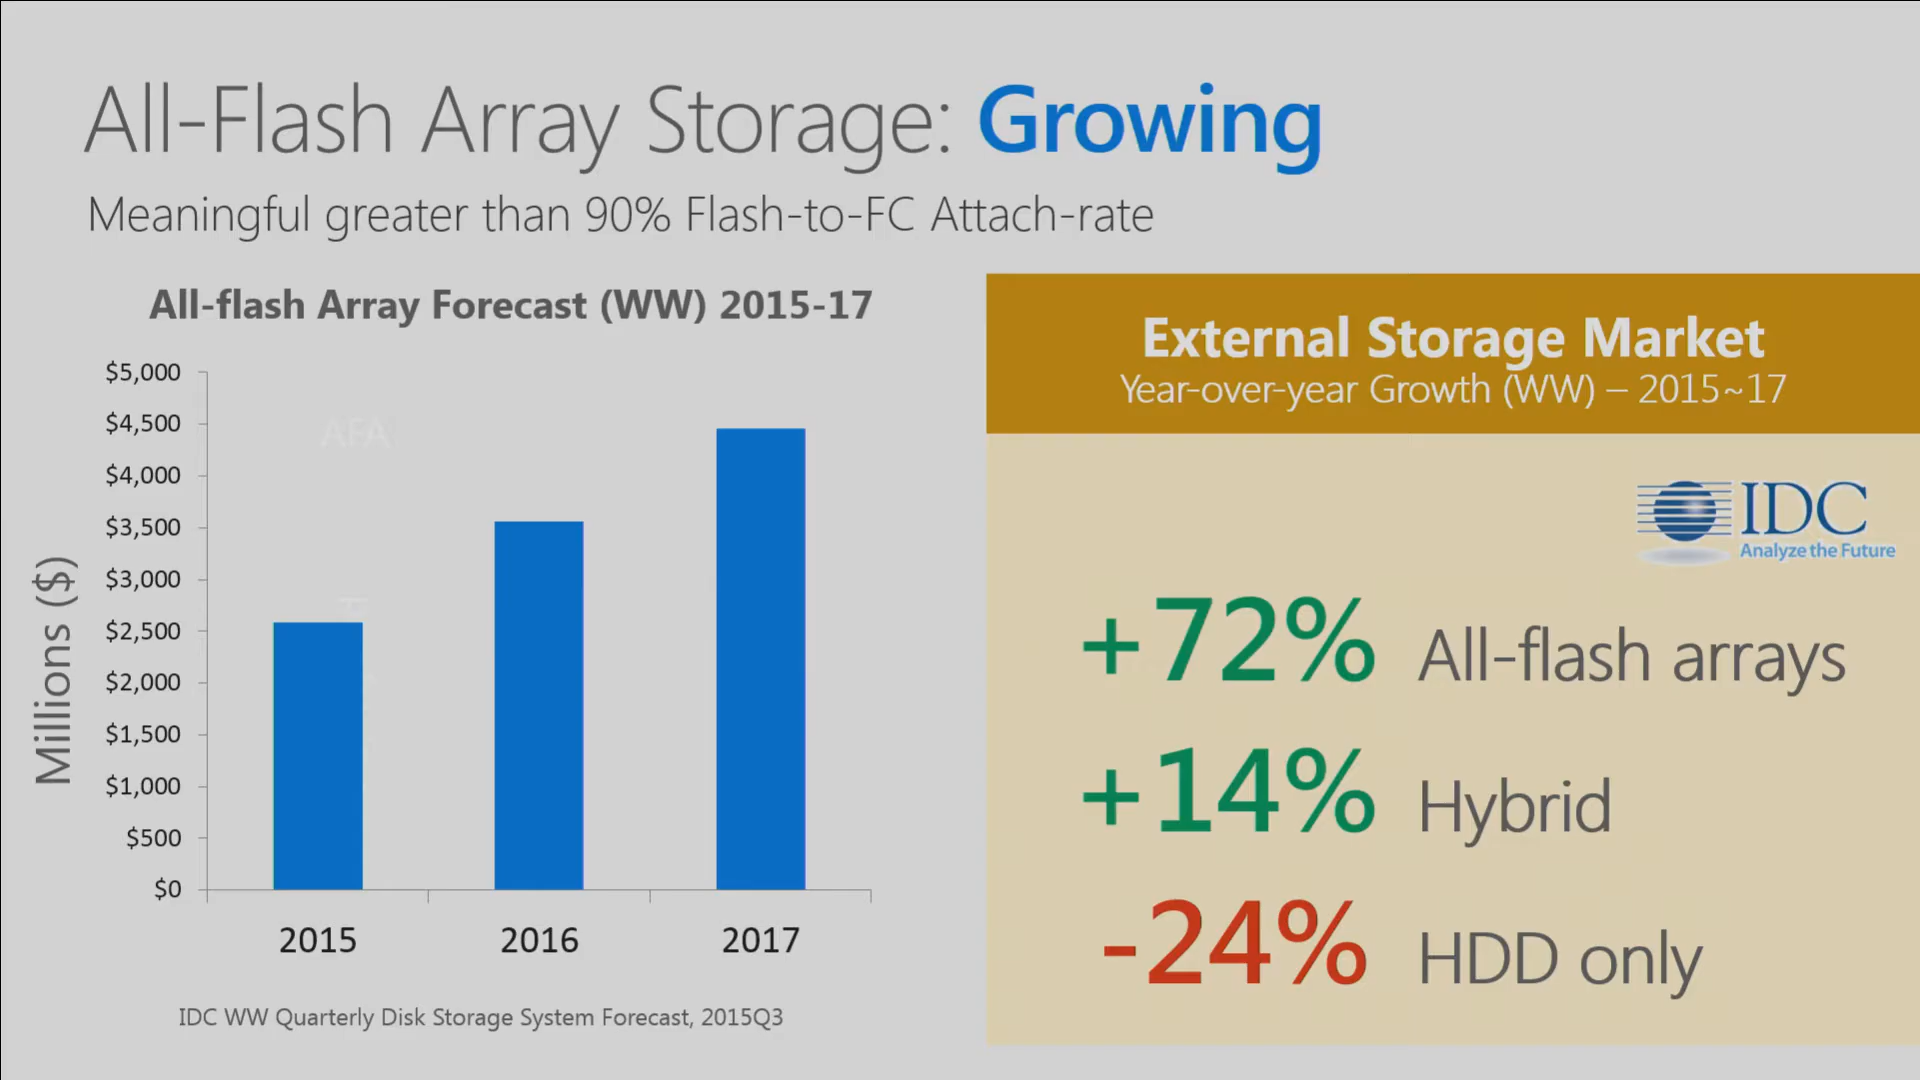 All-Flash Array Storage: Growing
Meaningful greater than 90% Flash-to-FC Attach-rate
All-flash Array Forecast (WW) 2015-17
Millions ($)
$5,000
$4,500
$4,000
$3,500
$3,000
$2,500
$2,000
$1,500
$1,000
$500
$0
AFA
2015
2016
2017
IDC WW Quarterly Disk Storage System Forecast, 2015Q3
External Storage Market
Year-over-year Growth (WW) – 2015~17
IDC
Analyze the Future
+72% All-flash arrays
+14% Hybrid
-24% HDD only